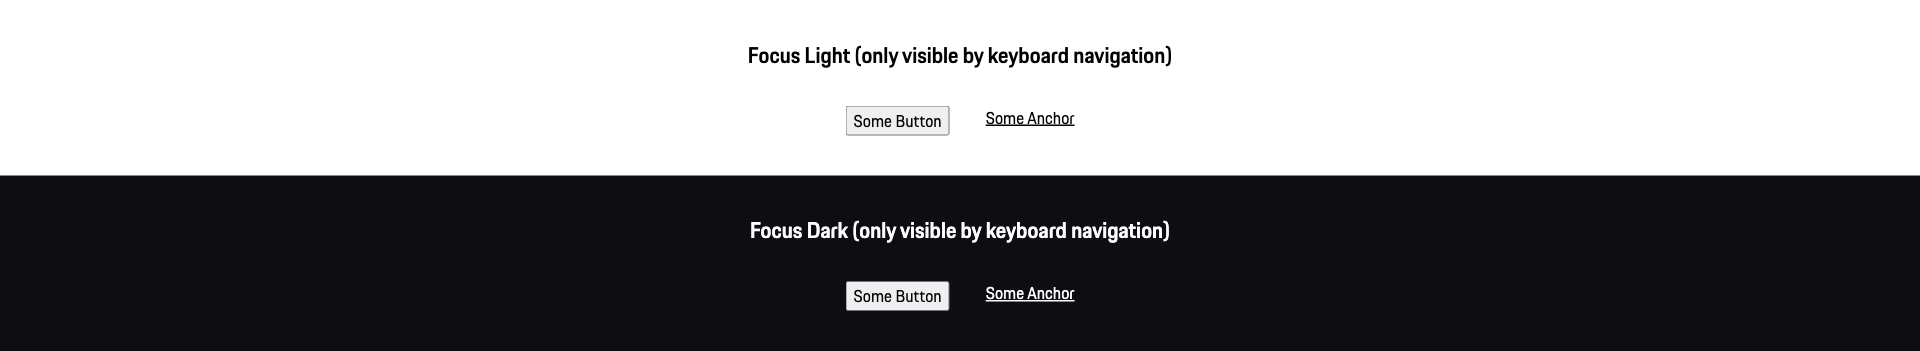 Focus Light (only visible by keyboard navigation)
Some Button Some Anchor
Focus Dark (only visible by keyboard navigation)
Some Button Some Anchor